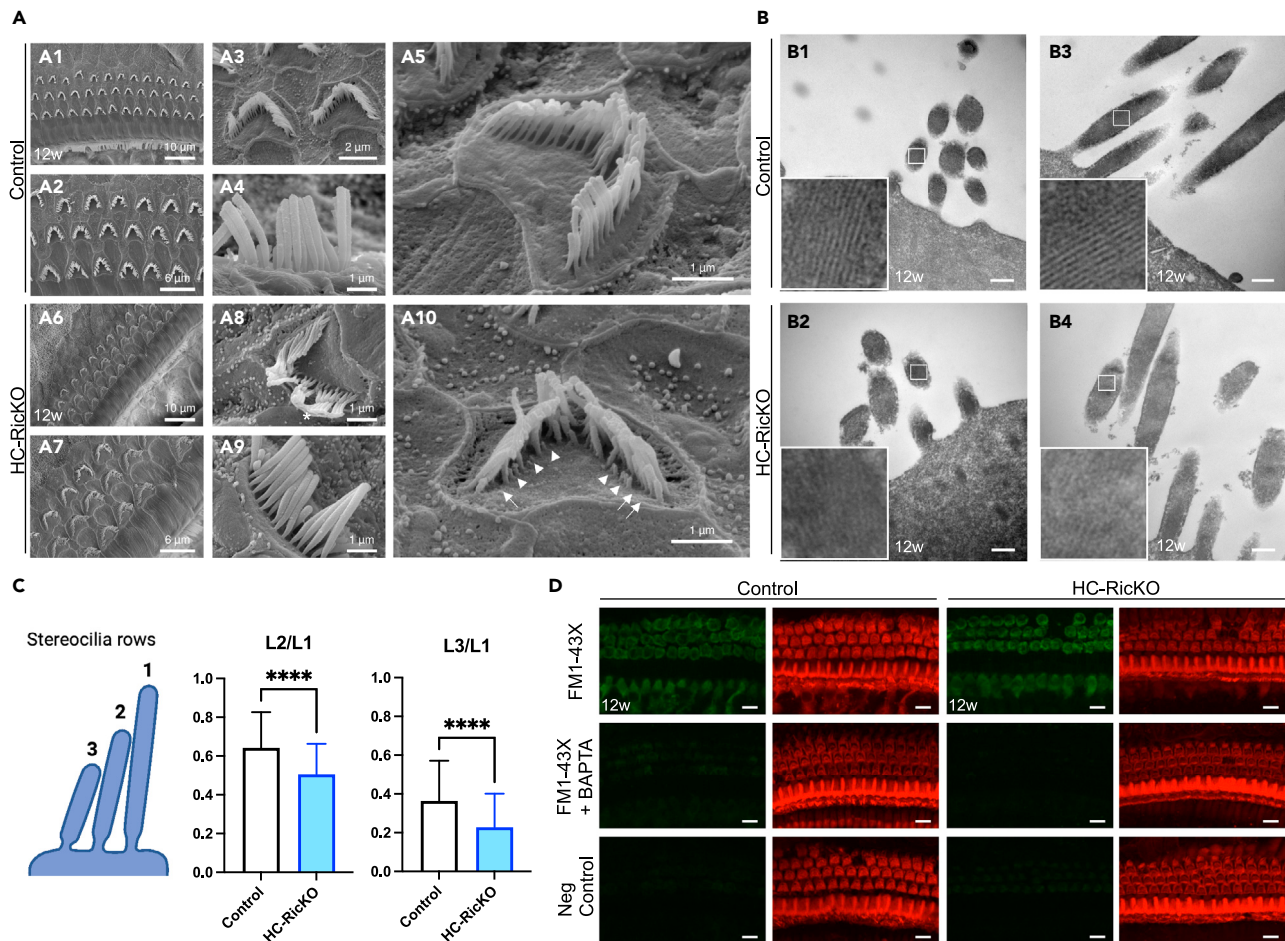 A
Control
A1
12w
10 µm
A3
2 µm
A5
1 µm
A2
6 µm
A4
1 µm
HC-RicKO
A6
12w
10 µm
A8
*
1 µm
A10
1 µm
A7
6 µm
A9
1 µm
B
Control
B1
12w
B3
12w
HC-RicKO
B2
12w
B4
12w
C
Stereocilia rows
1
2
3
L2/L1
****
1.0
0.8
0.6
0.4
0.2
0.0
Control
HC-RicKO
L3/L1
****
1.0
0.8
0.6
0.4
0.2
0.0
Control
HC-RicKO
D
Control
HC-RicKO
FM1-43X
12w
FM1-43X
+ BAPTA
Neg
Control